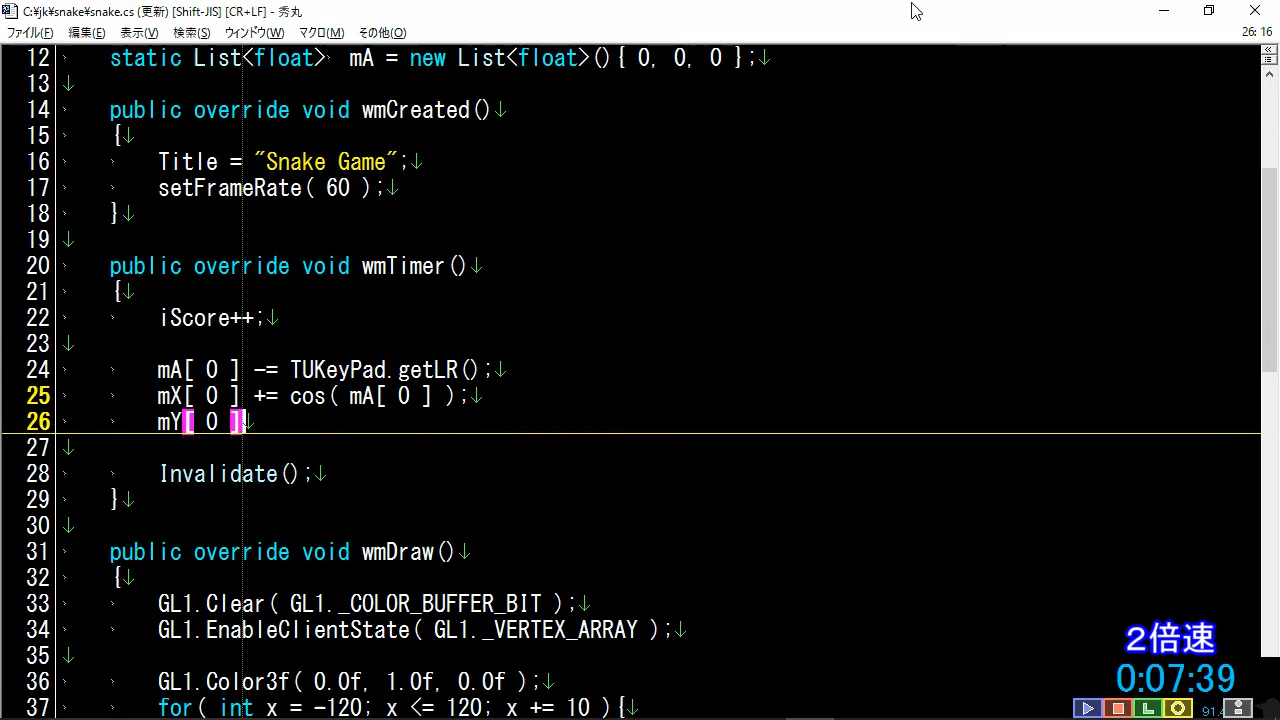 C:¥jk¥snake¥snake.cs (更新) [Shift-JIS] [CR+LF] - 秀丸
ファイル(F) 編集(E) 表示(V) 検索(S) ウィンドウ(W) マクロ(M) その他(O) 26: 16
12 static List<float> mA = new List<float>(){ 0, 0, 0 };↓
13 ↓
14 public override void wmCreated()↓
15 {↓
16 Title = "Snake Game";↓
17 setFrameRate( 60 );↓
18 }↓
19 ↓
20 public override void wmTimer()↓
21 {↓
22 iScore++;↓
23 ↓
24 mA[ 0 ] -= TUKeyPad.getLR();↓
25 mX[ 0 ] += cos( mA[ 0 ] );↓
26 mY[ 0 ]↓
27 ↓
28 Invalidate();↓
29 }↓
30 ↓
31 public override void wmDraw()↓
32 {↓
33 GL1.Clear( GL1._COLOR_BUFFER_BIT );↓
34 GL1.EnableClientState( GL1._VERTEX_ARRAY );↓
35 ↓
36 GL1.Color3f( 0.0f, 1.0f, 0.0f );↓
37 for( int x = -120; x <= 120; x += 10 ){↓
２倍速
0:07:39
L